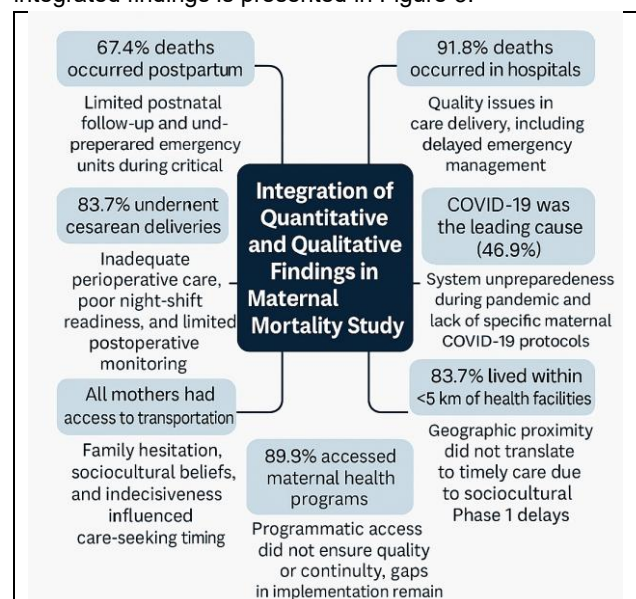 integrated findings is presented in Figure
67.4% deaths
occurred postpartum
Limited postnatal
follow-up and und-
prepereared emergency
units during critical
91.8% deaths
occurred in hospitals
Quality issues in
care delivery, including
delayed emergency
management
Integration of
Quantitative
and Qualitative
Findings in
Maternal
Mortality Study
83.7% undernent
cesarean deliveries
Inadequate
perioperative care,
poor night-shift
readiness, and limited
postoperative
monitoring
COVID-19 was
the leading cause
(46.9%)
System unpreparedness
during pandemic and
lack of specific maternal
COVID-19 protocols
All mothers had
access to transportation
Family hesitation,
sociocultural beliefs,
and indecisiveness
influenced
care-seeking timing
83.7% lived within
<5 km of health facilities
Geographic proximity
did not translate
to timely care due
to sociocultural
Phase 1 delays
accessed
maternal health
programs
Programmatic access
did not ensure quality
or continuity, gaps
in implementation remain